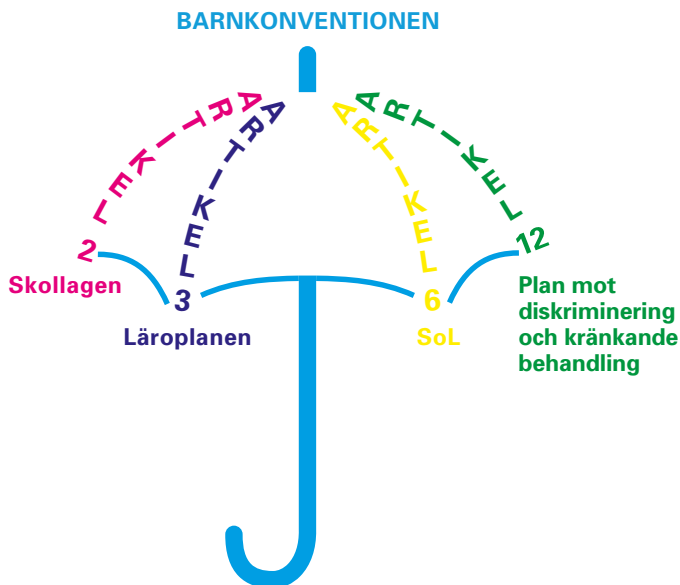 BARNKONVENTIONEN
ARTIKEL 2
ARTIKEL 3
ARTIKEL 6
ARTIKEL 12
Skollagen
Läroplanen
SoL
Plan mot
diskriminering
och kränkande
behandling